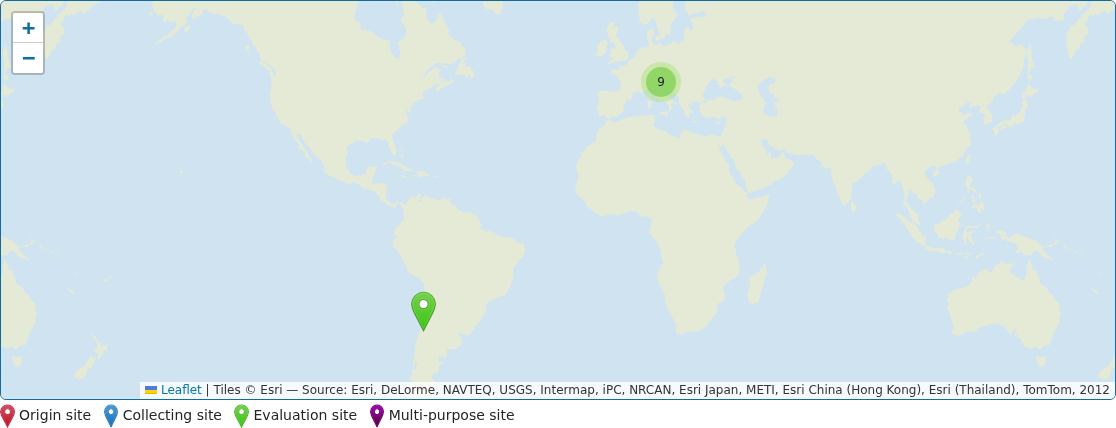 +
−
9
Leaflet | Tiles © Esri — Source: Esri, DeLorme, NAVTEQ, USGS, Intermap, iPC, NRCAN, Esri Japan, METI, Esri China (Hong Kong), Esri (Thailand), TomTom, 2012
Origin site Collecting site Evaluation site Multi-purpose site